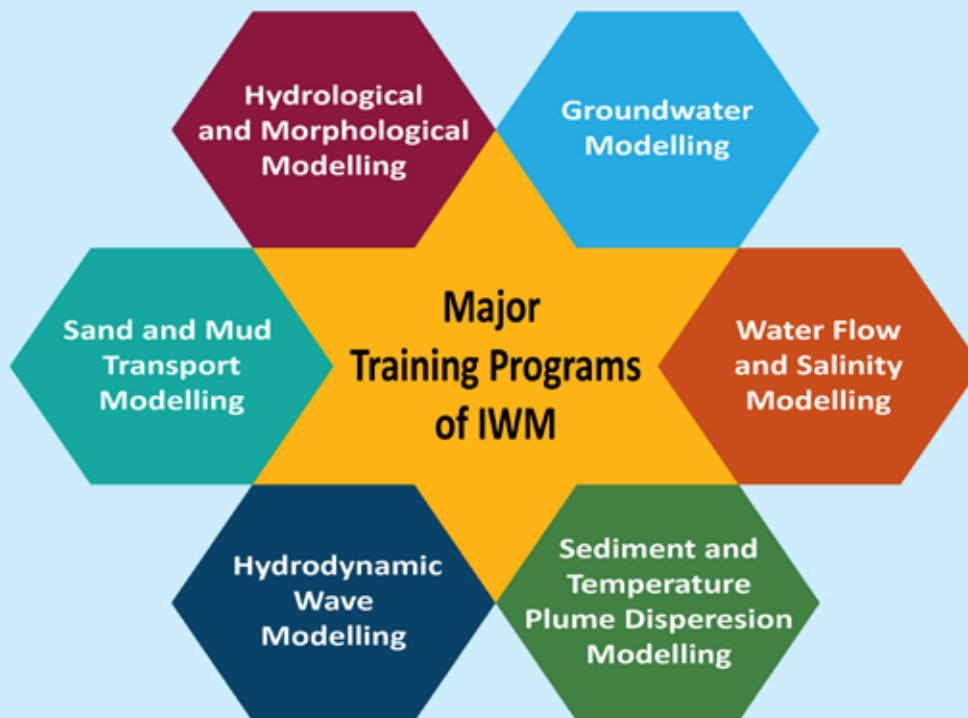 Hydrological
and Morphological
Modelling
Groundwater
Modelling
Sand and Mud
Transport
Modelling
Major
Training Programs
of IWM
Water Flow
and Salinity
Modelling
Hydrodynamic
Wave
Modelling
Sediment and
Temperature
Plume Disperesion
Modelling